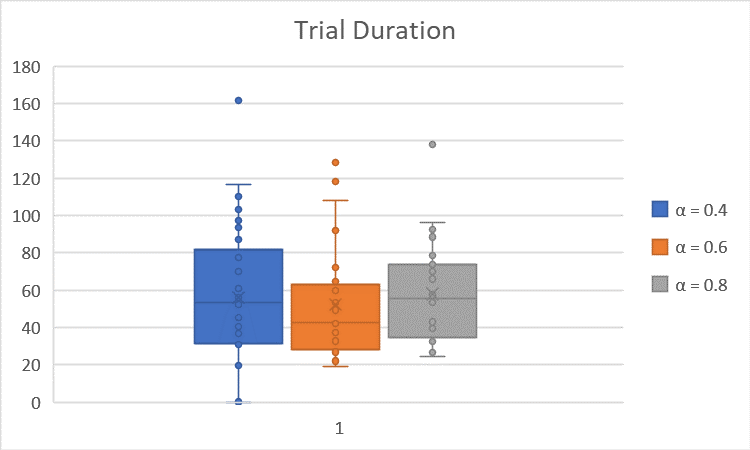 Trial Duration
180
160
140
120
100
80
60
40
20
0
1
α = 0.4
α = 0.6
α = 0.8